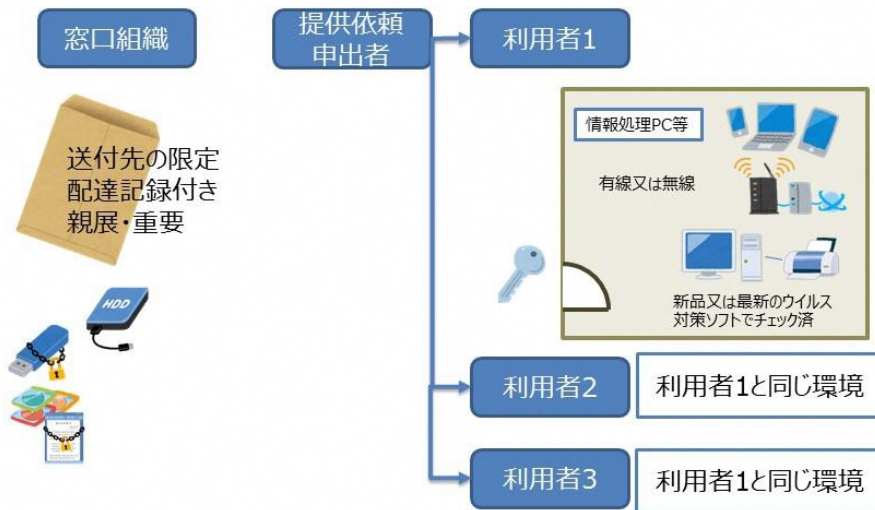 窓口組織
提供依頼
申出者
利用者1
送付先の限定
配達記録付き
親展・重要
HDD
情報処理PC等
有線又は無線
新品又は最新のウイルス
対策ソフトでチェック済
利用者2
利用者1と同じ環境
利用者3
利用者1と同じ環境